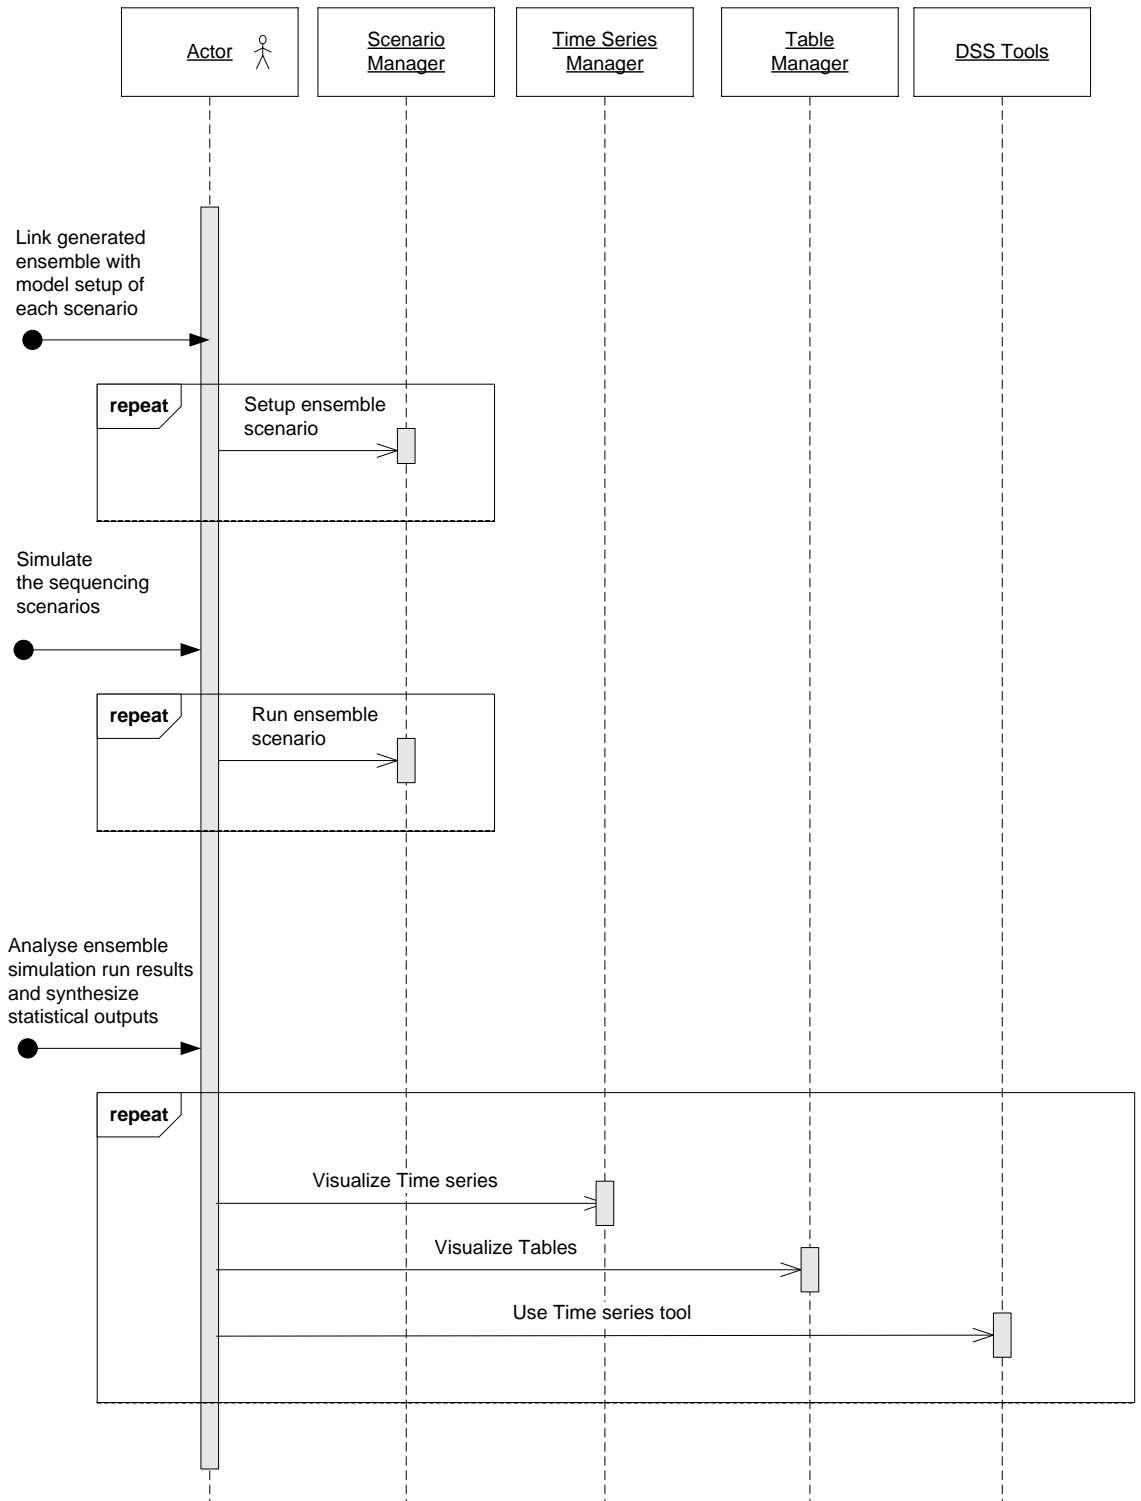 Actor
Scenario
Manager
Time Series
Manager
Table
Manager
DSS Tools
Link generated
ensemble with
model setup of
each scenario
repeat
Setup ensemble
scenario
Simulate
the sequencing
scenarios
repeat
Run ensemble
scenario
Analyse ensemble
simulation run results
and synthesize
statistical outputs
repeat
Visualize Time series
Visualize Tables
Use Time series tool